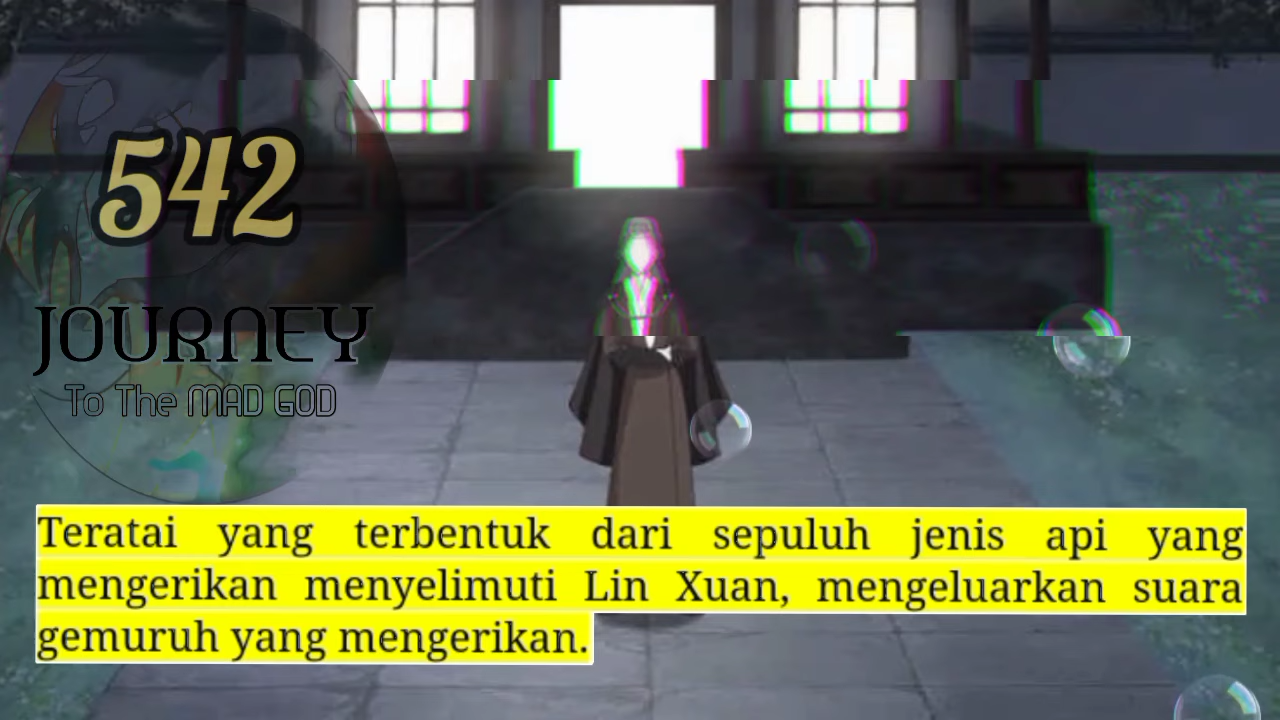 542
JOURNEY
To The MAD GOD
Teratai yang terbentuk dari sepuluh jenis api yang
mengerikan menyelimuti Lin Xuan, mengeluarkan suara
gemuruh yang mengerikan.